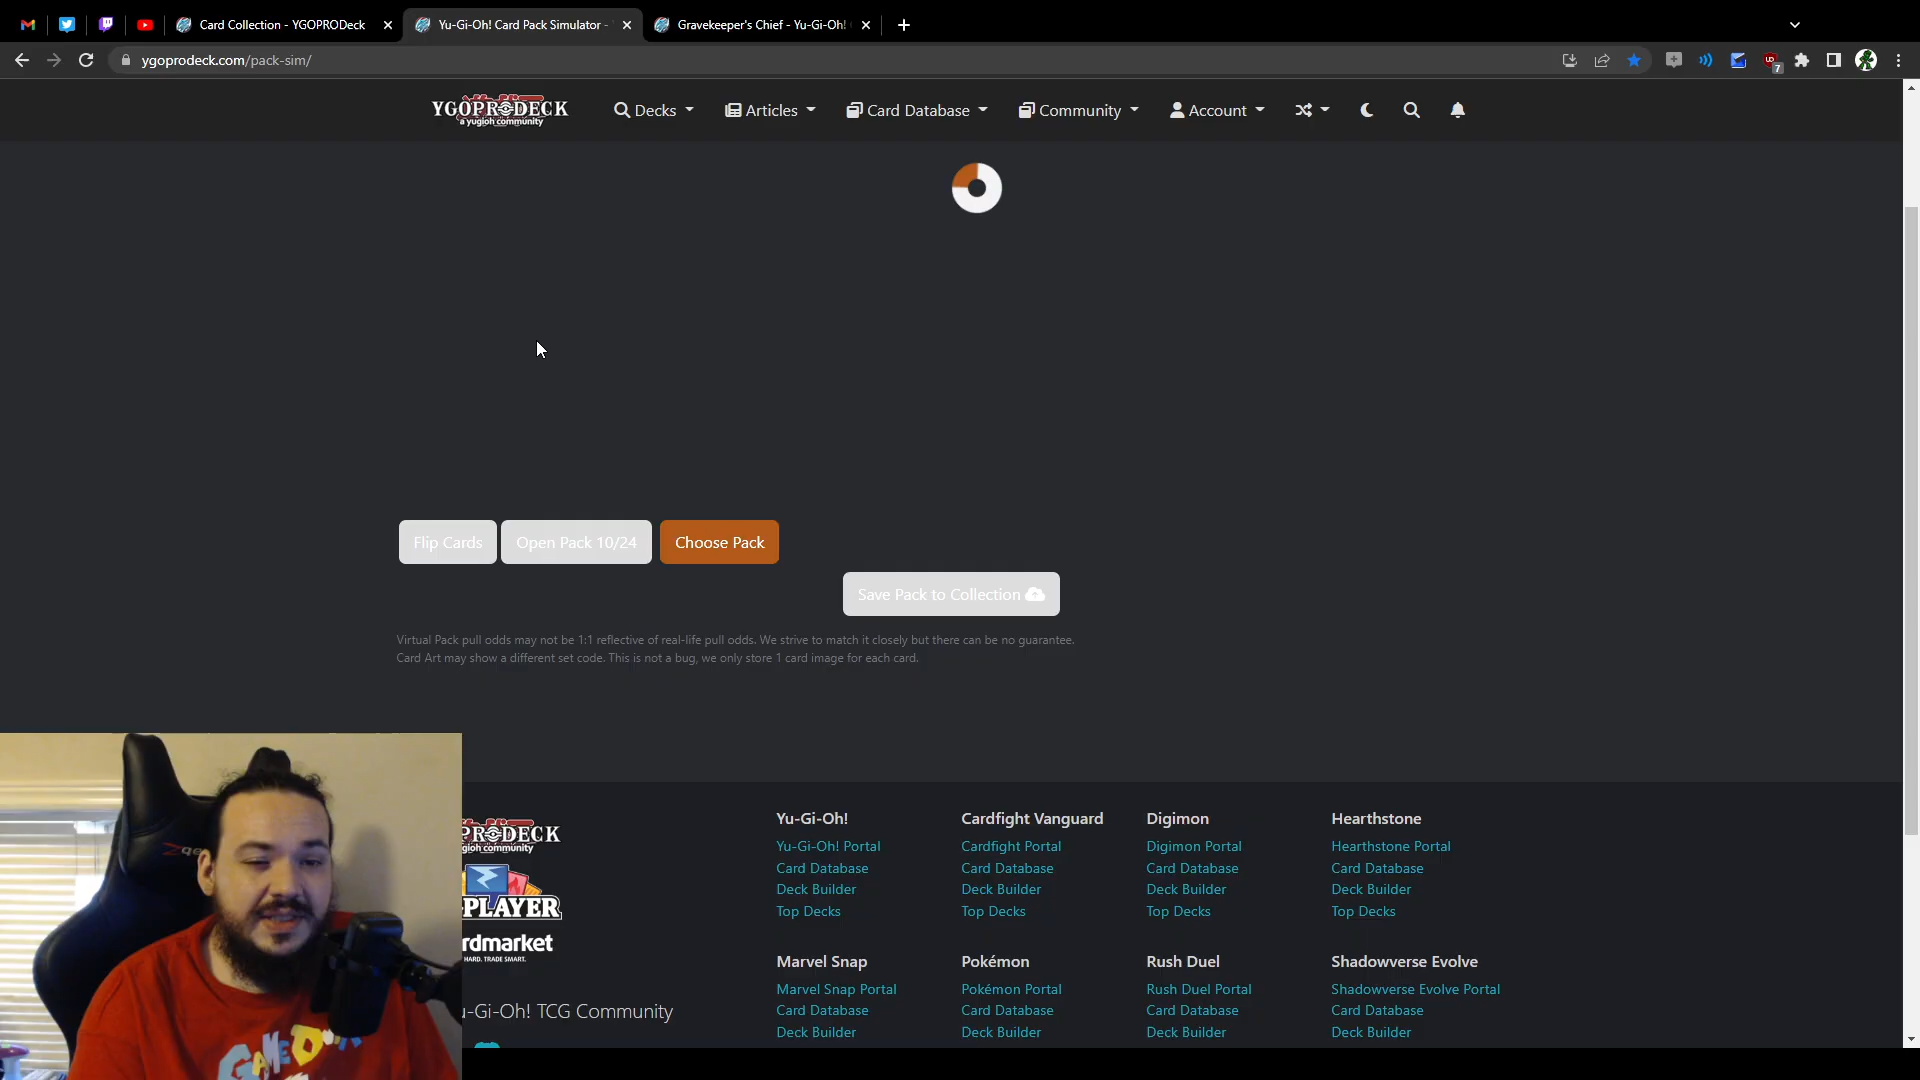 Card Collection - YGOPRODeck
Yu-Gi-Oh! Card Pack Simulator -
Gravekeeper's Chief - Yu-Gi-Oh!
ygoprodeck.com/pack-sim/
7
YGOPRODECK
a yugioh community
Decks
Articles
Card Database
Community
Account
Flip Cards
Open Pack 10/24
Choose Pack
Save Pack to Collection
Virtual Pack pull odds may not be 1:1 reflective of real-life pull odds. We strive to match it closely but there can be no guarantee.
Card Art may show a different set code. This is not a bug, we only store 1 card image for each card.
PRODECK
gioh community
PLAYER
rdmarket
HARD. TRADE SMART.
u-Gi-Oh! TCG Community
Yu-Gi-Oh!
Yu-Gi-Oh! Portal
Card Database
Deck Builder
Top Decks
Cardfight Vanguard
Cardfight Portal
Card Database
Deck Builder
Top Decks
Digimon
Digimon Portal
Card Database
Deck Builder
Top Decks
Hearthstone
Hearthstone Portal
Card Database
Deck Builder
Top Decks
Marvel Snap
Marvel Snap Portal
Card Database
Deck Builder
Pokémon
Pokémon Portal
Card Database
Deck Builder
Rush Duel
Rush Duel Portal
Card Database
Deck Builder
Shadowverse Evolve
Shadowverse Evolve Portal
Card Database
Deck Builder